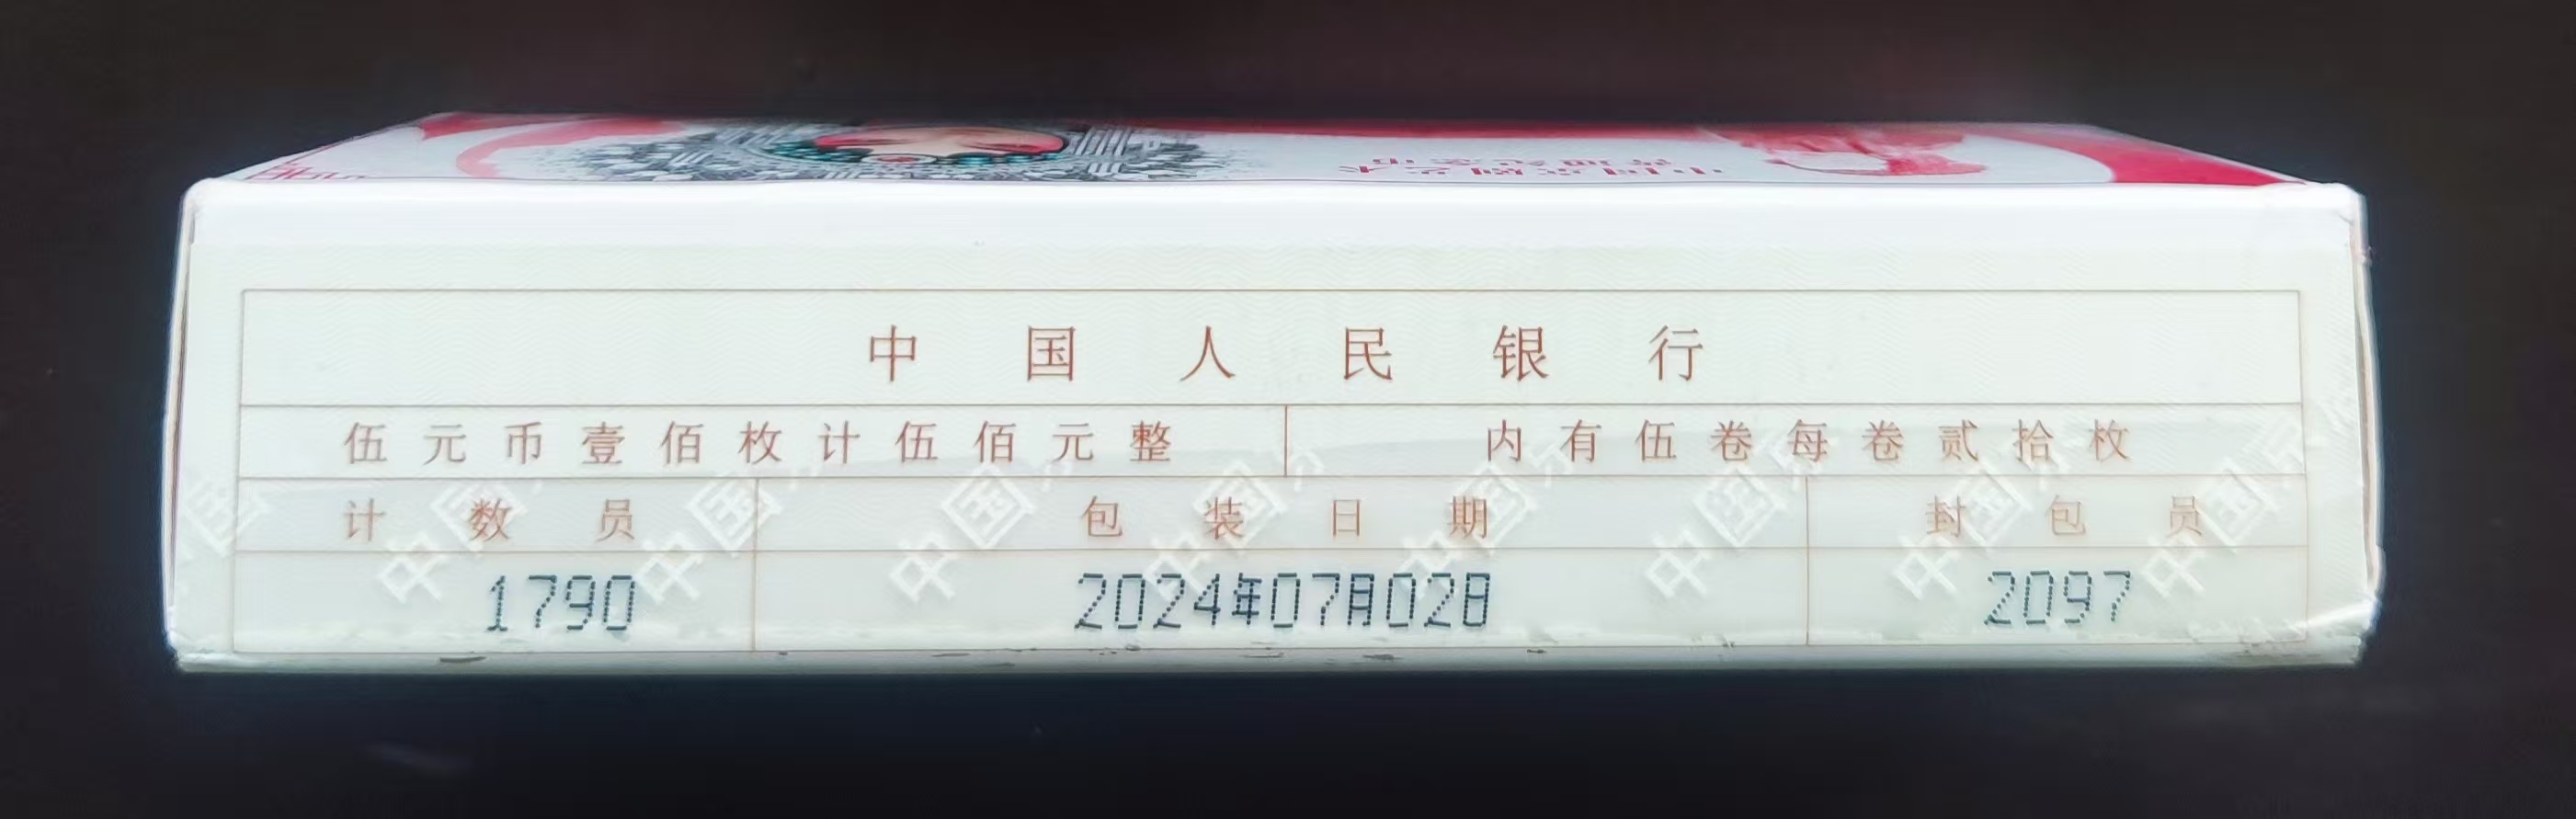 中国人民银行
伍元币壹佰枚计伍佰元整 内有伍卷每卷贰拾枚
计数员 包装日期 封包员
1790 2024年07月02日 2097